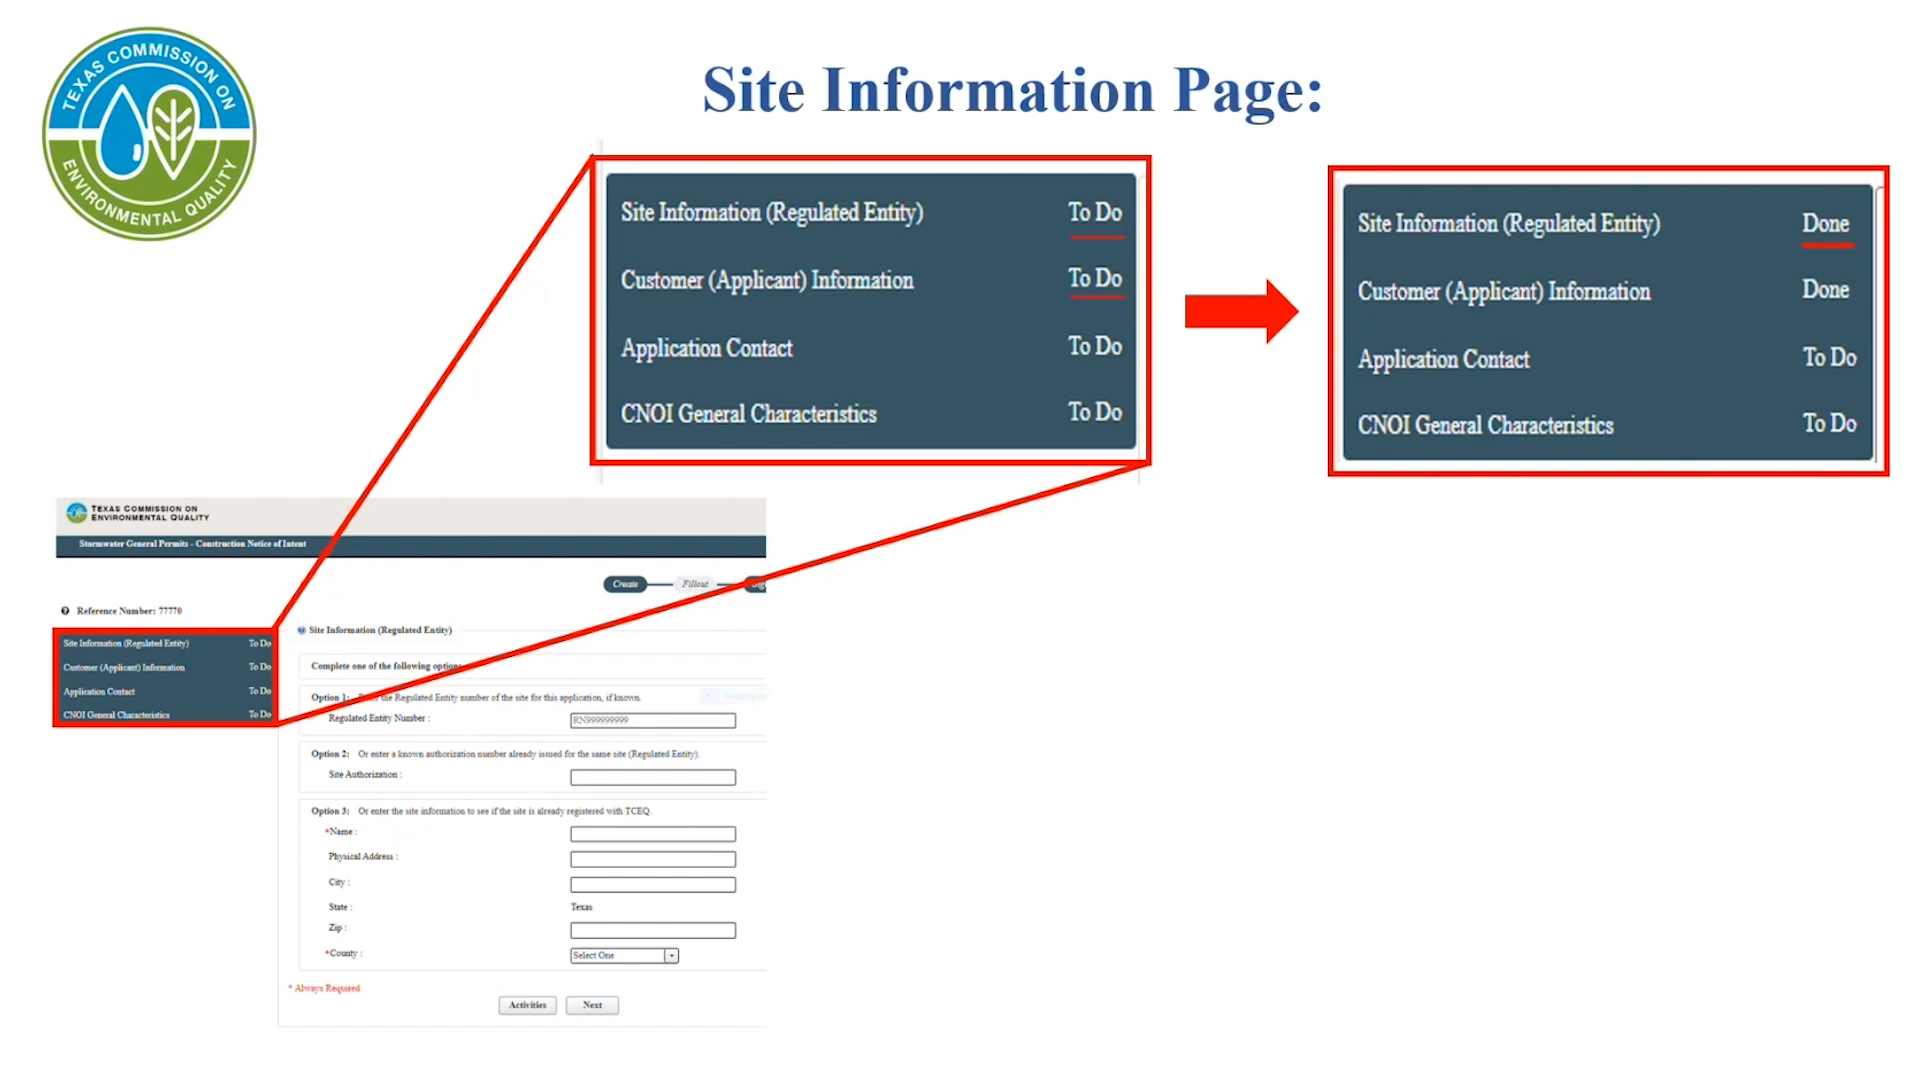 TEXAS COMMISSION ON
ENVIRONMENTAL QUALITY
Site Information Page:
Site Information (Regulated Entity) To Do
Customer (Applicant) Information To Do
Application Contact To Do
CNOI General Characteristics To Do
Site Information (Regulated Entity) Done
Customer (Applicant) Information Done
Application Contact To Do
CNOI General Characteristics To Do
TEXAS COMMISSION ON
ENVIRONMENTAL QUALITY
Stormwater General Permits - Construction Notice of Intent
Create Fillout
Reference Number: 77770
Site Information (Regulated Entity) To Do
Customer (Applicant) Information To Do
Application Contact To Do
CNOI General Characteristics To Do
Site Information (Regulated Entity)
Complete one of the following options
Option 1: the Regulated Entity number of the site for this application, if known.
Regulated Entity Number : RN999999999
Option 2: Or enter a known authorization number already issued for the same site (Regulated Entity).
Site Authorization :
Option 3: Or enter the site information to see if the site is already registered with TCEQ.
*Name :
Physical Address :
City :
State : Texas
Zip :
*County : Select One
* Always Required
Activities Next